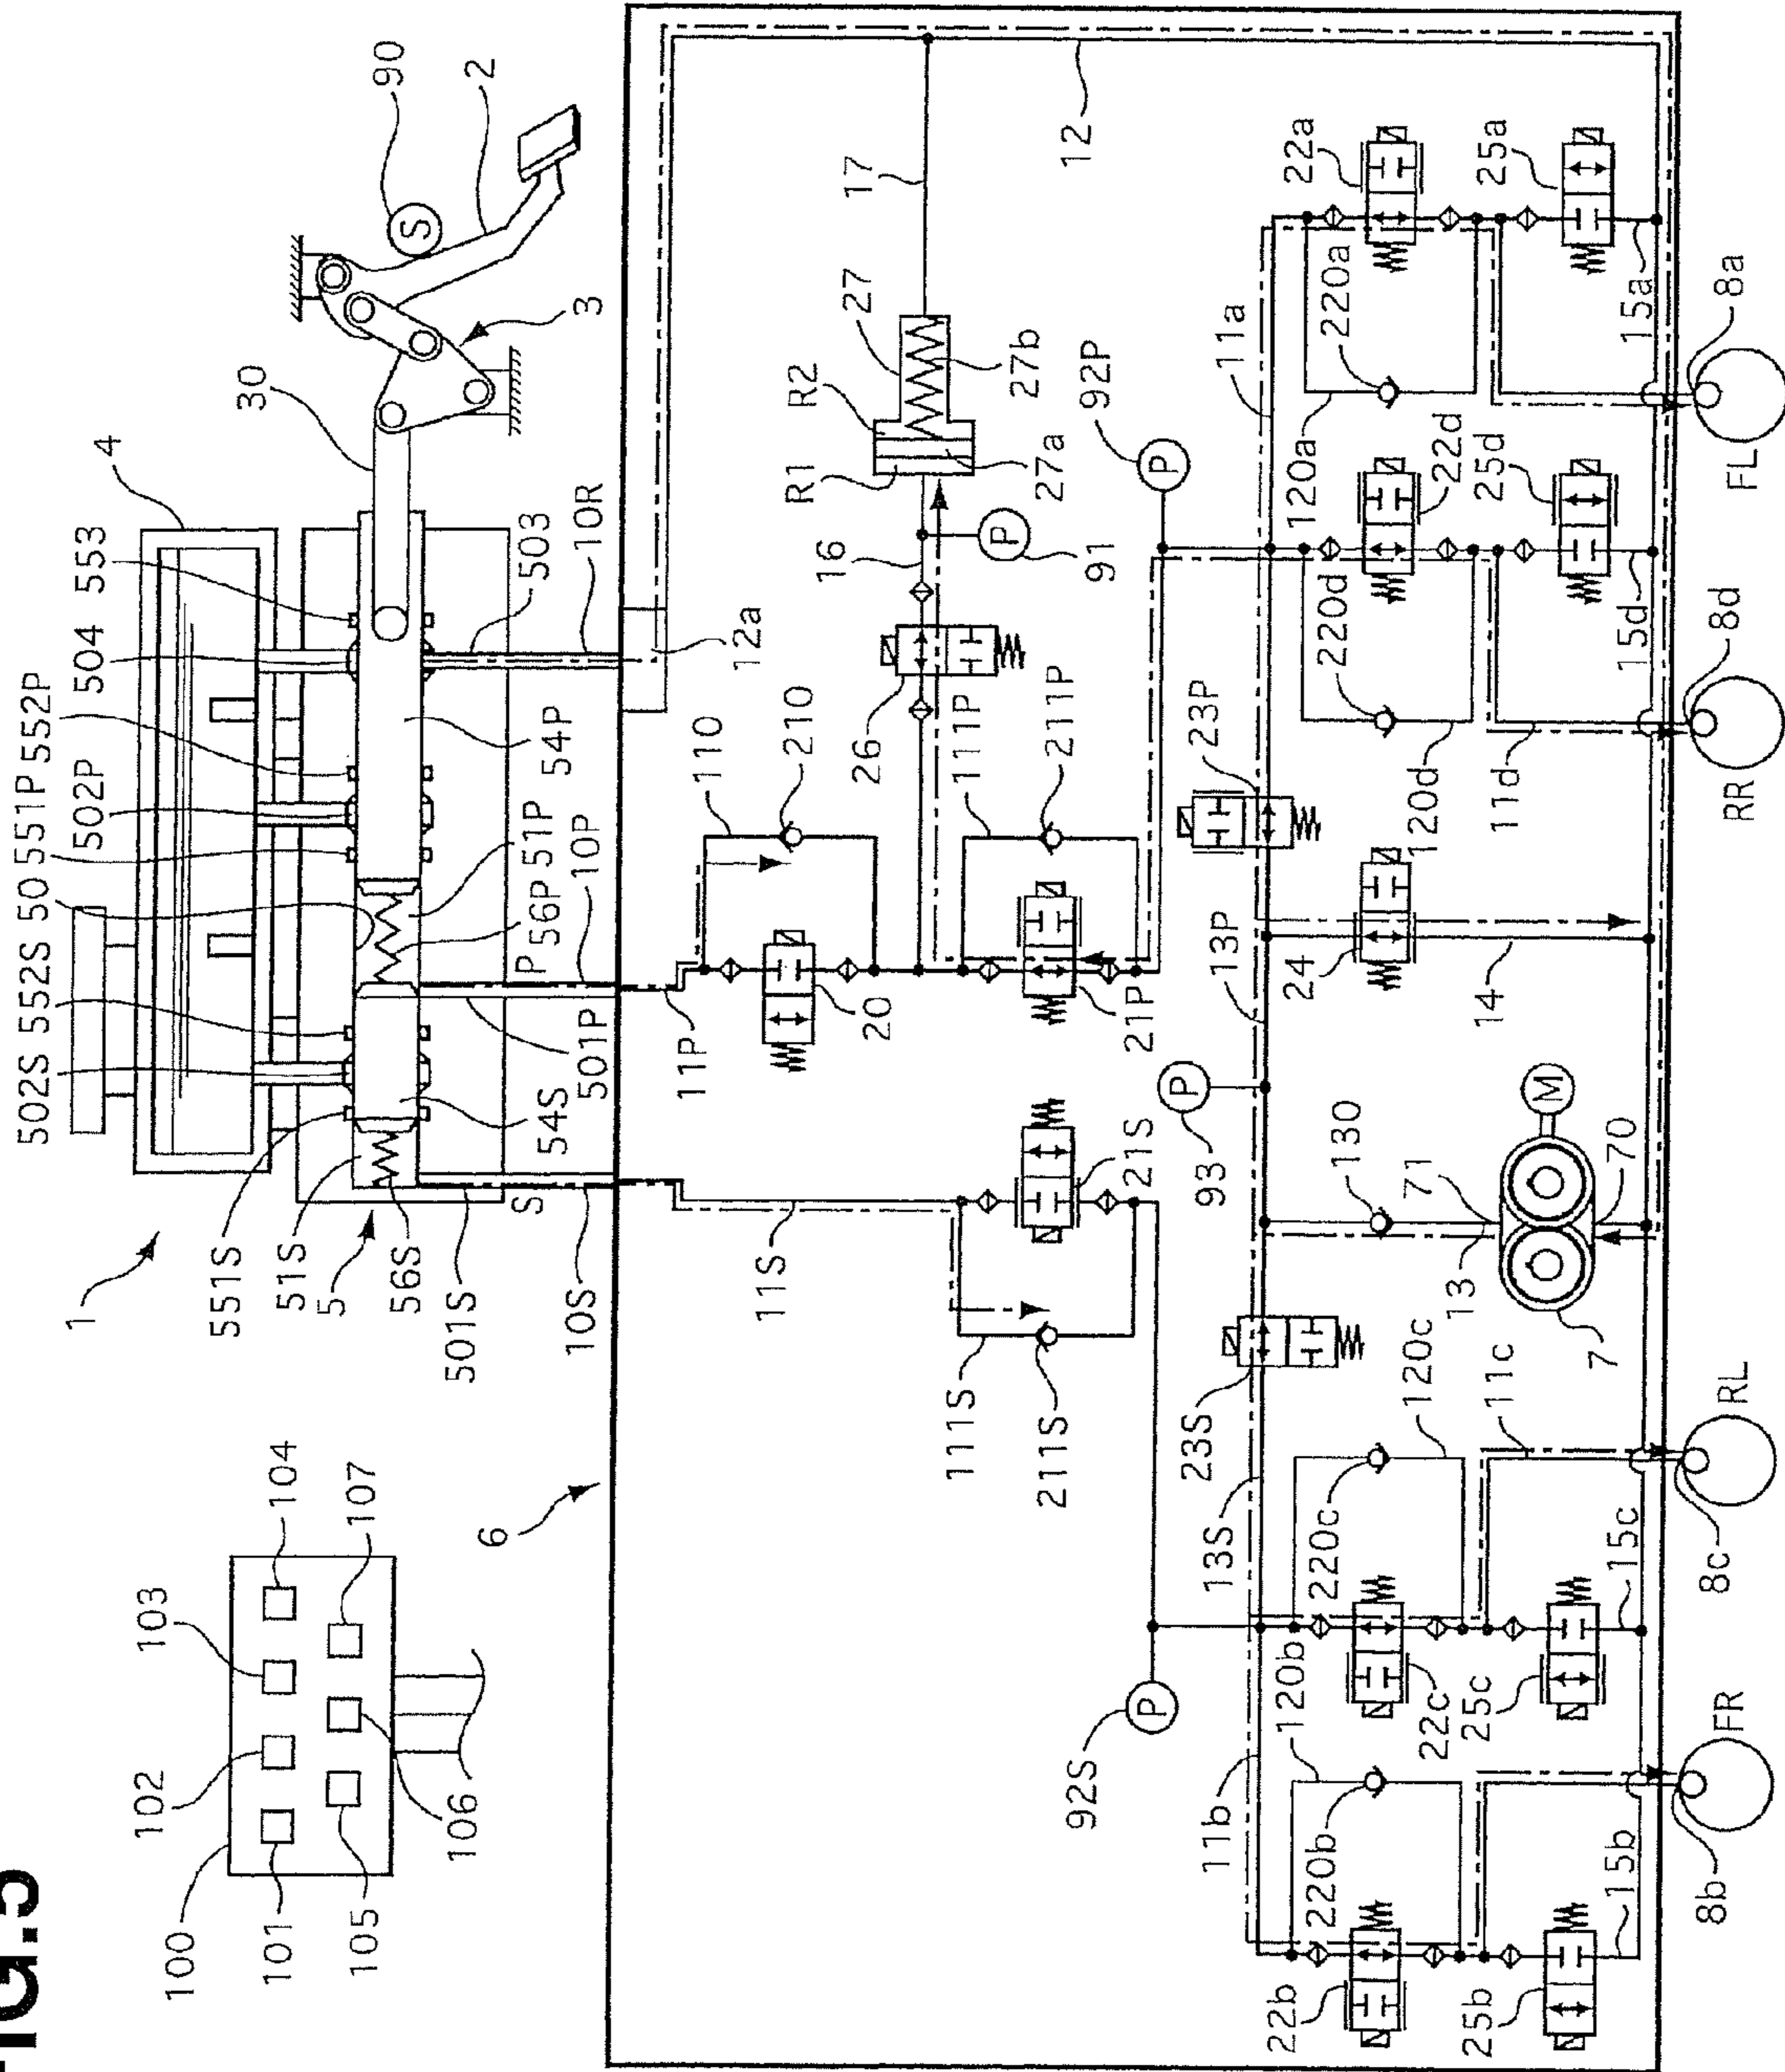 FIG.5
1
4
502S 552S 50 551P 552P
502P
504 553
30
90
2
3
S
551S
51S
5
56S
501S
10S
S
54S
501P
P
56P
51P
10P
54P
503
10R
100
101
102
103
104
105
106
107
6
11P
110
210
20
12a
26
16
R1
R2
27
27a
27b
17
12
91
P
111P
211P
21P
11S
111S
211S
21S
92P
P
92S
P
93
P
13P
23P
13S
23S
11a
11b
120a
220a
22a
25a
15a
120d
220d
22d
25d
15d
11d
24
14
130
13
71
70
M
7
120c
220c
22c
25c
15c
11c
120b
220b
22b
25b
15b
8a
FL
8d
RR
8c
RL
8b
FR